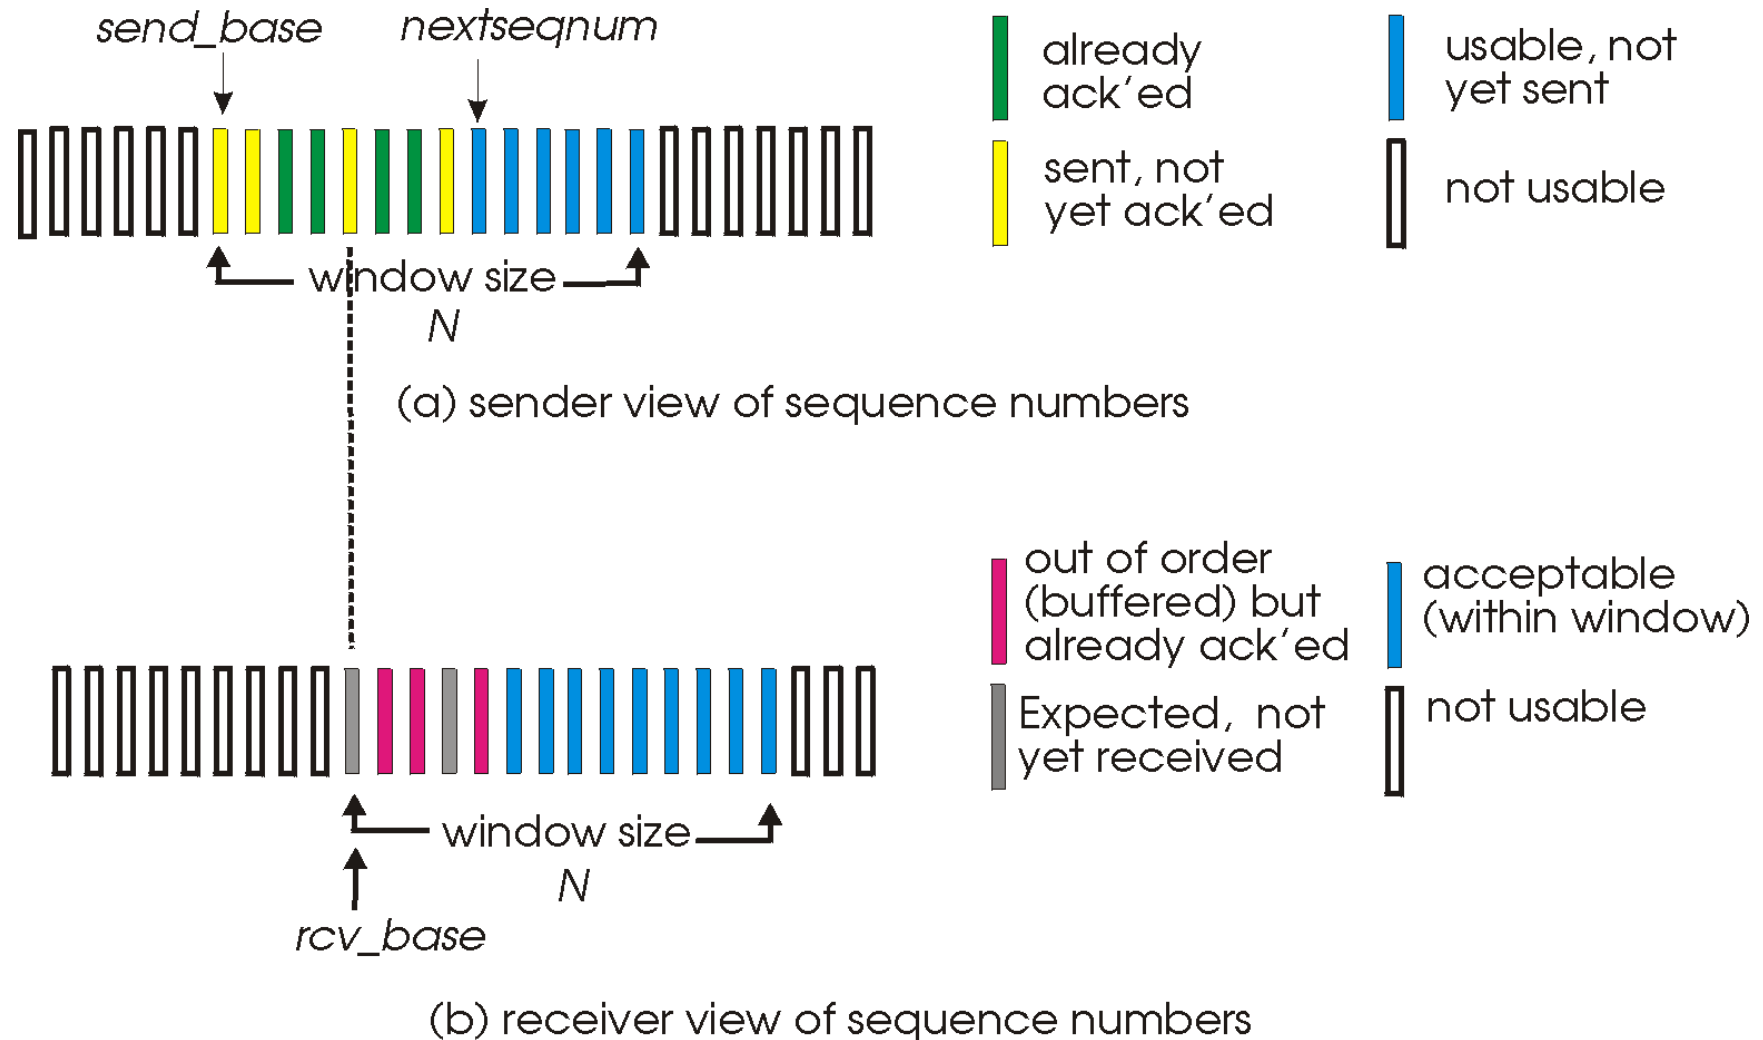 send_base
nextseqnum
already
ack'ed
usable, not
yet sent
sent, not
yet ack'ed
not usable
window size
N
(a) sender view of sequence numbers
out of order
(buffered) but
already ack'ed
acceptable
(within window)
Expected, not
yet received
not usable
window size
N
rcv_base
(b) receiver view of sequence numbers